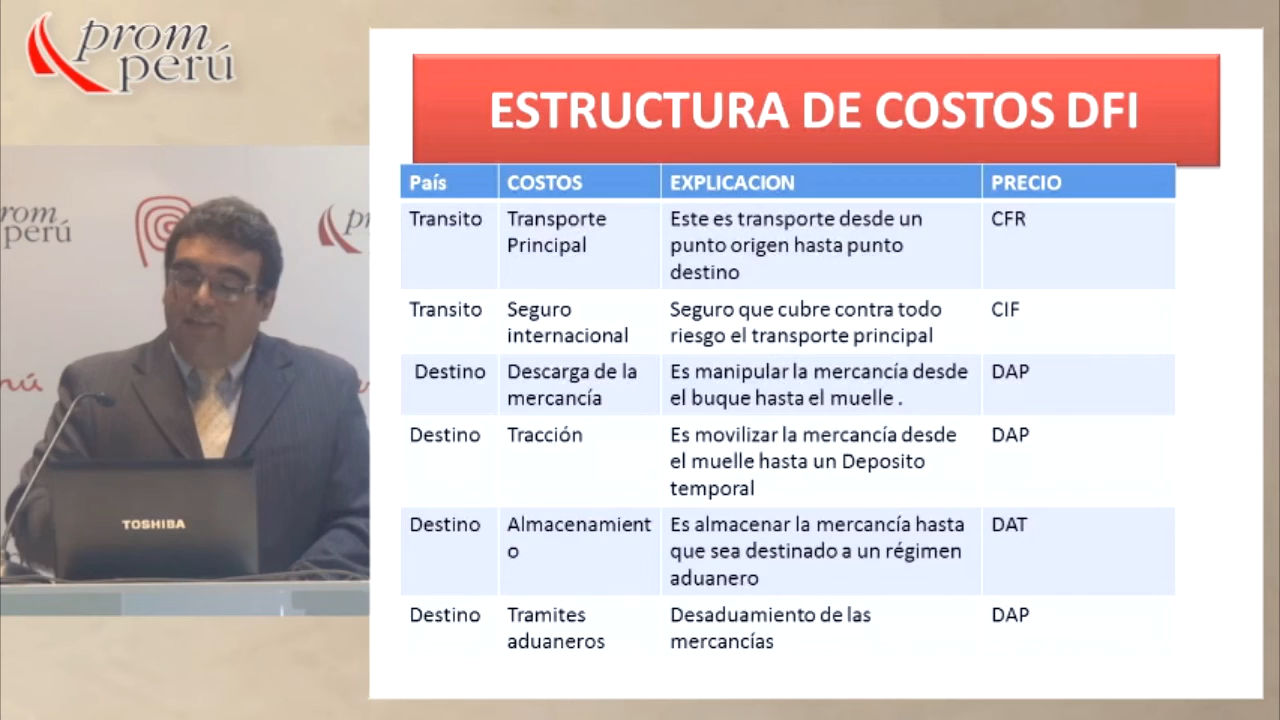 prom
perú
ESTRUCTURA DE COSTOS DFI
País COSTOS EXPLICACION PRECIO
Transito Transporte Este es transporte desde un CFR
Principal punto origen hasta punto
destino
Transito Seguro Seguro que cubre contra todo CIF
internacional riesgo el transporte principal
Destino Descarga de la Es manipular la mercancía desde DAP
mercancía el buque hasta el muelle .
Destino Tracción Es movilizar la mercancía desde DAP
el muelle hasta un Deposito
temporal
Destino Almacenamient Es almacenar la mercancía hasta DAT
o que sea destinado a un régimen
aduanero
Destino Tramites Desaduamiento de las DAP
aduaneros mercancías
rom
perú
TOSHIBA